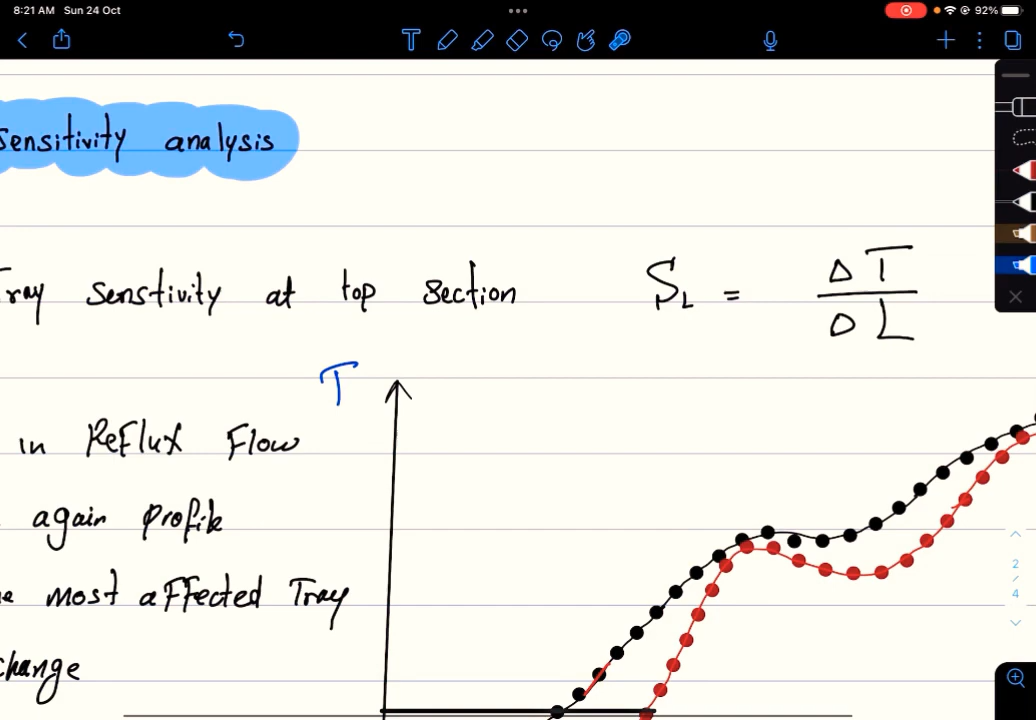 8:21 AM Sun 24 Oct
92%
sensitivity analysis
Tray senstivity at top section S_L = ΔT / ΔL
T
in Reflux Flow
again profile
most affected Tray
change
2
/
4